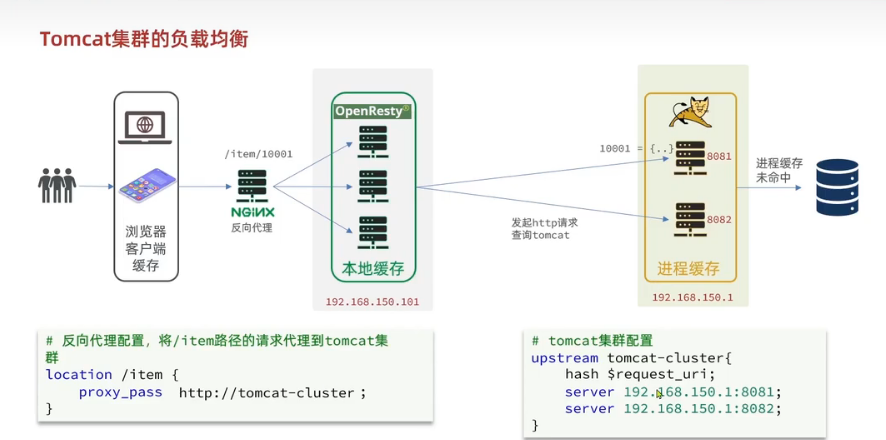 Tomcat集群的负载均衡
OpenResty®
/item/10001
10001 = {..}
8081
进程缓存
未命中
NGINX
反向代理
浏览器
客户端
缓存
发起http请求
查询tomcat
8082
本地缓存
进程缓存
192.168.150.101
192.168.150.1
# 反向代理配置，将/item路径的请求代理到tomcat集
群
location /item {
proxy_pass http://tomcat-cluster ;
}
# tomcat集群配置
upstream tomcat-cluster{
hash $request_uri;
server 192.168.150.1:8081;
server 192.168.150.1:8082;
}